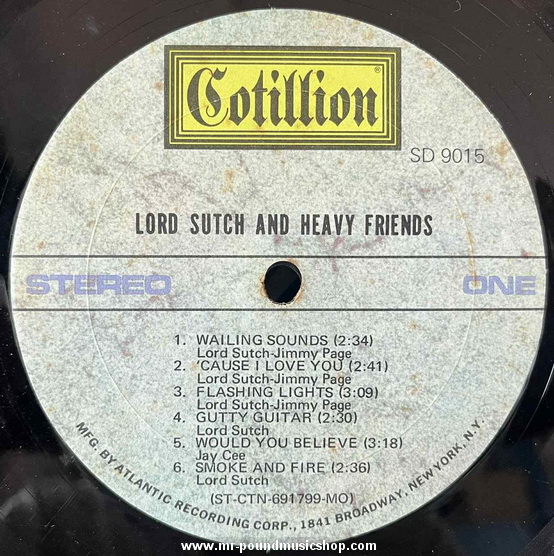 Cotillion®
SD 9015
LORD SUTCH AND HEAVY FRIENDS
STEREO ONE
1. WAILING SOUNDS (2:34)
Lord Sutch-Jimmy Page
2. 'CAUSE I LOVE YOU (2:41)
Lord Sutch-Jimmy Page
3. FLASHING LIGHTS (3:09)
Lord Sutch-Jimmy Page
4. GUTTY GUITAR (2:30)
Lord Sutch
5. WOULD YOU BELIEVE (3:18)
Jay Cee
6. SMOKE AND FIRE (2:36)
Lord Sutch
(ST-CTN-691799-MO)
MFG. BY ATLANTIC RECORDING CORP., 1841 BROADWAY, NEW YORK, N.Y.
www.mr-poundmusicshop.com